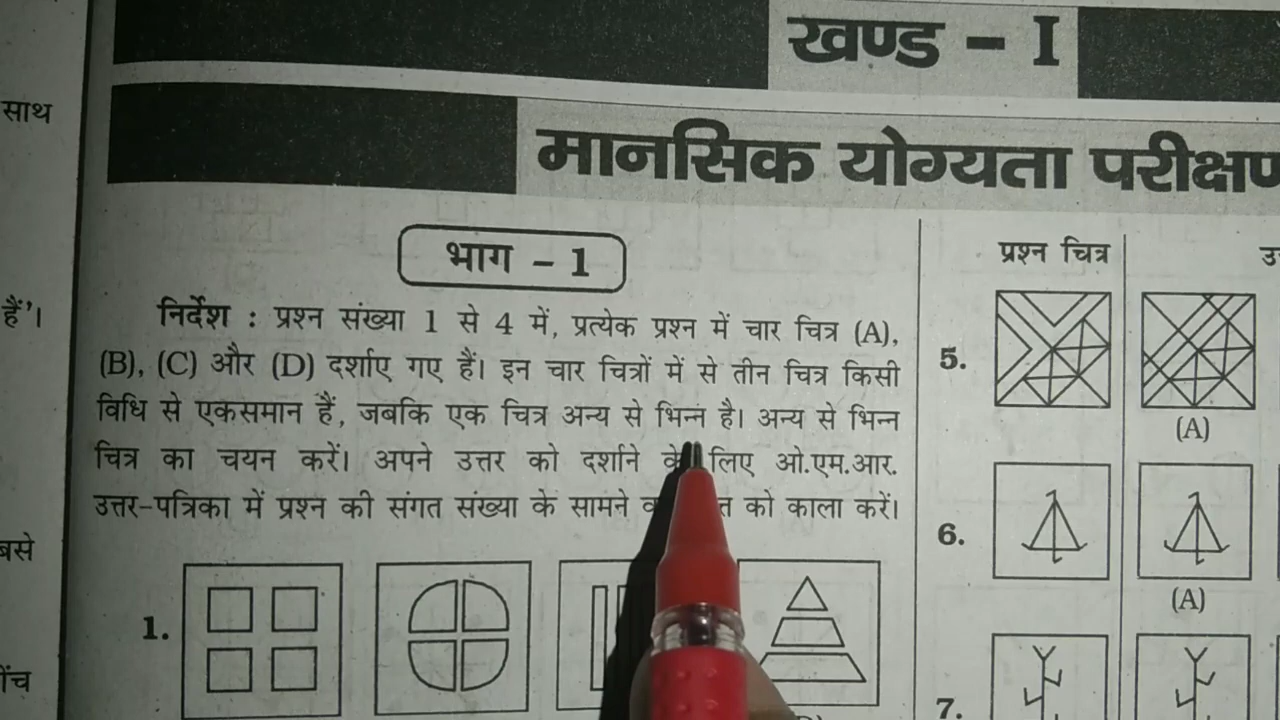 खण्ड – I
मानसिक योग्यता परीक्षण
साथ
हैं’।
बसे
भाग – 1
निर्देश : प्रश्न संख्या 1 से 4 में, प्रत्येक प्रश्न में चार चित्र (A),
(B), (C) और (D) दर्शाए गए हैं। इन चार चित्रों में से तीन चित्र किसी
विधि से एकसमान हैं, जबकि एक चित्र अन्य से भिन्न है। अन्य से भिन्न
चित्र का चयन करें। अपने उत्तर को दर्शाने के लिए ओ.एम.आर.
उत्तर-पत्रिका में प्रश्न की संगत संख्या के सामने को काला करें।
1.
प्रश्न चित्र
5.
(A)
6.
(A)
7.